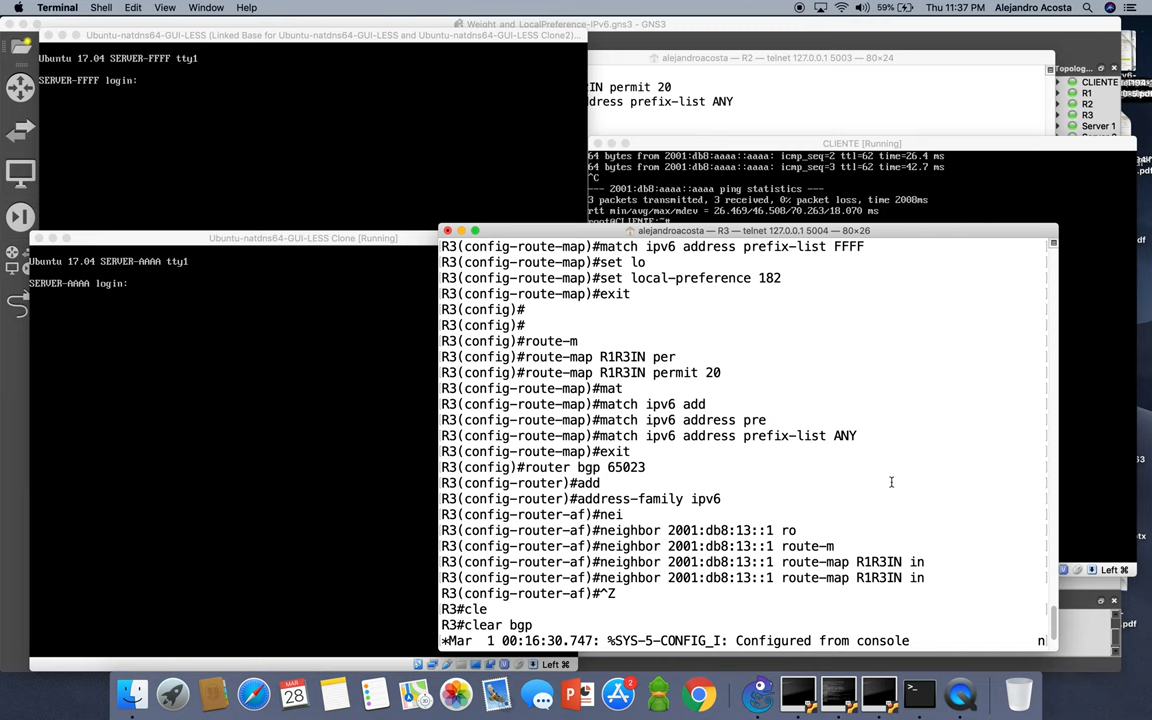 Terminal Shell Edit View Window Help
59% Thu 11:37 PM Alejandro Acosta
Weight_and_LocalPreference-IPv6.gns3 - GNS3
Ubuntu-natdns64-GUI-LESS (Linked Base for Ubuntu-natdns64-GUI-LESS and Ubuntu-natdns64-GUI-LESS Clone2)...
Ubuntu 17.04 SERVER-FFFF tty1
SERVER-FFFF login:
alejandroacosta — R2 — telnet 127.0.0.1 5003 — 80×24
IN permit 20
ddress prefix-list ANY
Topolog...
CLIENTE
R1
R2
R3
Server 1
CLIENTE [Running]
64 bytes from 2001:db8:aaaa::aaaa: icmp_seq=2 ttl=62 time=26.4 ms
64 bytes from 2001:db8:aaaa::aaaa: icmp_seq=3 ttl=62 time=42.7 ms
^C
--- 2001:db8:aaaa::aaaa ping statistics ---
3 packets transmitted, 3 received, 0% packet loss, time 2008ms
rtt min/avg/max/mdev = 26.469/46.508/70.263/18.070 ms
root@CLIENTE:~#
Ubuntu-natdns64-GUI-LESS Clone [Running]
Ubuntu 17.04 SERVER-AAAA tty1
SERVER-AAAA login:
alejandroacosta — R3 — telnet 127.0.0.1 5004 — 80×26
R3(config-route-map)#match ipv6 address prefix-list FFFF
R3(config-route-map)#set lo
R3(config-route-map)#set local-preference 182
R3(config-route-map)#exit
R3(config)#
R3(config)#
R3(config)#route-m
R3(config)#route-map R1R3IN per
R3(config)#route-map R1R3IN permit 20
R3(config-route-map)#mat
R3(config-route-map)#match ipv6 add
R3(config-route-map)#match ipv6 address pre
R3(config-route-map)#match ipv6 address prefix-list ANY
R3(config-route-map)#exit
R3(config)#router bgp 65023
R3(config-router)#add
R3(config-router)#address-family ipv6
R3(config-router-af)#nei
R3(config-router-af)#neighbor 2001:db8:13::1 ro
R3(config-router-af)#neighbor 2001:db8:13::1 route-m
R3(config-router-af)#neighbor 2001:db8:13::1 route-map R1R3IN in
R3(config-router-af)#neighbor 2001:db8:13::1 route-map R1R3IN in
R3(config-router-af)#^Z
R3#cle
R3#clear bgp
*Mar  1 00:16:30.747: %SYS-5-CONFIG_I: Configured from console n
Left ⌘
Left ⌘
MAR
28
2